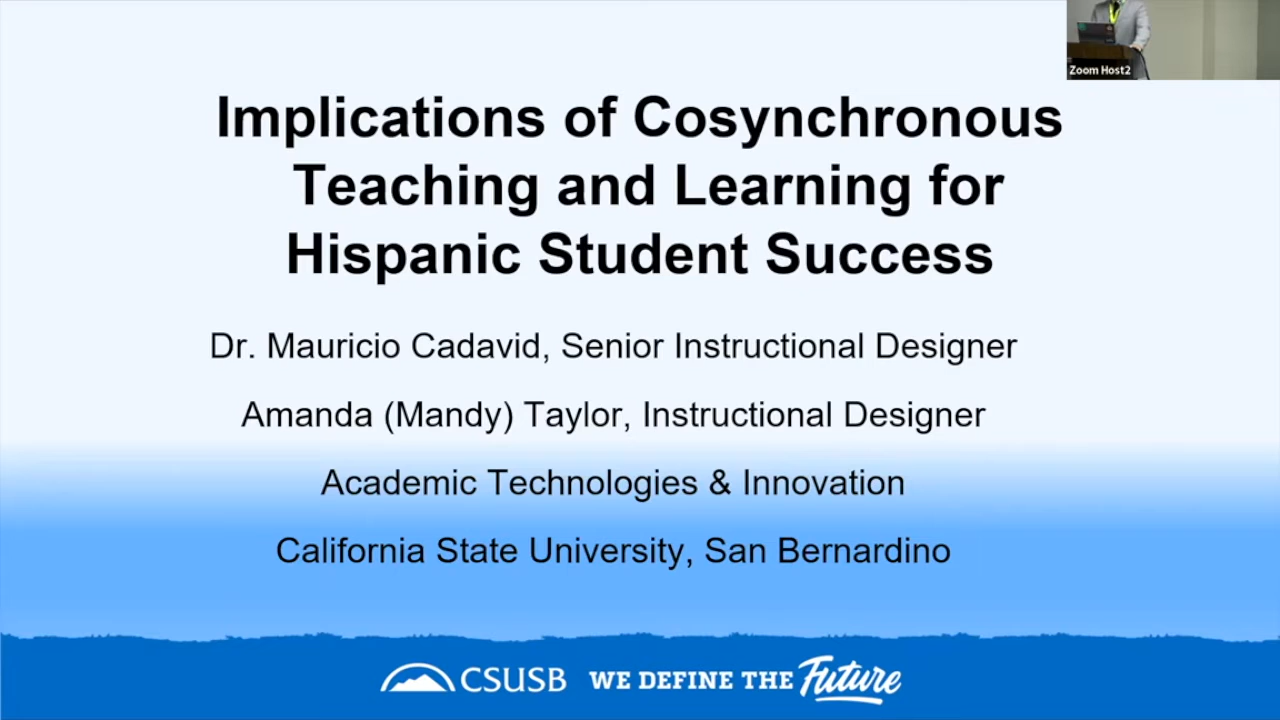 Zoom Host2
Implications of Cosynchronous
Teaching and Learning for
Hispanic Student Success
Dr. Mauricio Cadavid, Senior Instructional Designer
Amanda (Mandy) Taylor, Instructional Designer
Academic Technologies & Innovation
California State University, San Bernardino
CSUSB WE DEFINE THE Future